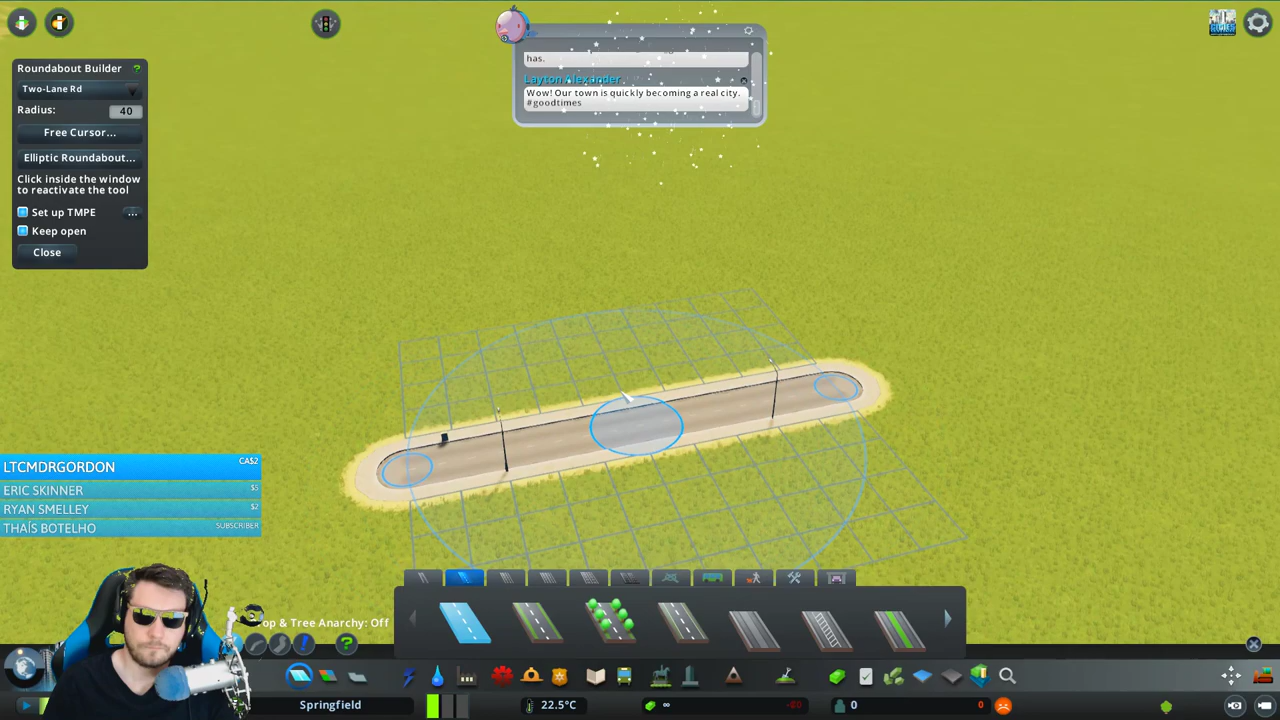 Roundabout Builder
Two-Lane Rd
Radius: 40
Free Cursor...
Elliptic Roundabout...
Click inside the window
to reactivate the tool
Set up TMPE ...
Keep open
Close
has.
Layton Alexander
Wow! Our town is quickly becoming a real city.
#goodtimes
LTCMDRGORDON CA$2
ERIC SKINNER $5
RYAN SMELLEY $2
THAÍS BOTELHO SUBSCRIBER
op & Tree Anarchy: Off
Springfield
22.5°C
∞
-80
0
0